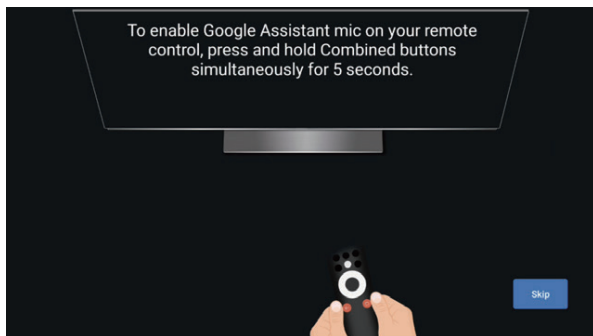 To enable Google Assistant mic on your remote
control, press and hold Combined buttons
simultaneously for 5 seconds.
Skip